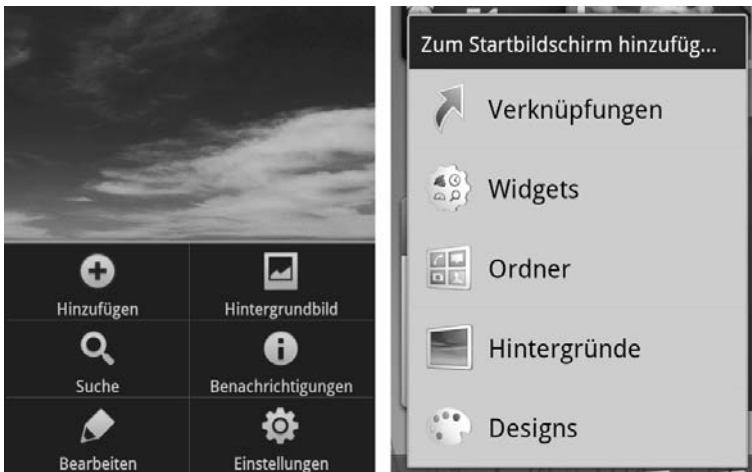 Hinzufügen
Hintergrundbild
Suche
Benachrichtigungen
Bearbeiten
Einstellungen
Zum Startbildschirm hinzufüg...
Verknüpfungen
Widgets
Ordner
Hintergründe
Designs